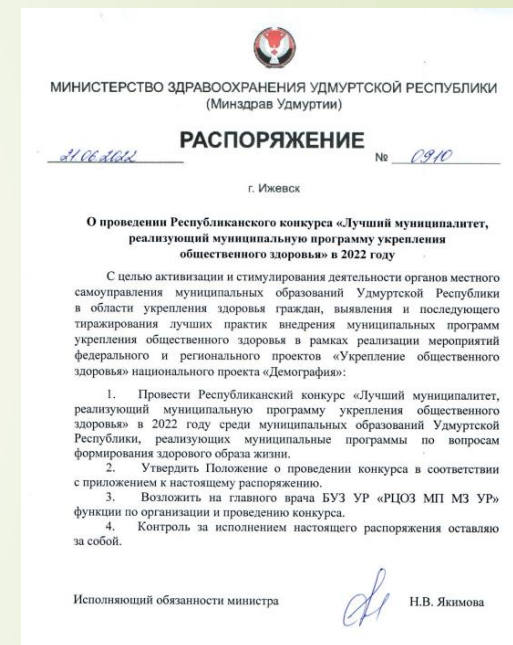 МИНИСТЕРСТВО ЗДРАВООХРАНЕНИЯ УДМУРТСКОЙ РЕСПУБЛИКИ
(Минздрав Удмуртии)
РАСПОРЯЖЕНИЕ
21.06.2022 № 0910
г. Ижевск
О проведении Республиканского конкурса «Лучший муниципалитет,
реализующий муниципальную программу укрепления
общественного здоровья» в 2022 году
С целью активизации и стимулирования деятельности органов местного
самоуправления муниципальных образований Удмуртской Республики
в области укрепления здоровья граждан, выявления и последующего
тиражирования лучших практик внедрения муниципальных программ
укрепления общественного здоровья в рамках реализации мероприятий
федерального и регионального проектов «Укрепление общественного
здоровья» национального проекта «Демография»:
1. Провести Республиканский конкурс «Лучший муниципалитет,
реализующий муниципальную программу укрепления общественного
здоровья» в 2022 году среди муниципальных образований Удмуртской
Республики, реализующих муниципальные программы по вопросам
формирования здорового образа жизни.
2. Утвердить Положение о проведении конкурса в соответствии
с приложением к настоящему распоряжению.
3. Возложить на главного врача БУЗ УР «РЦОЗ МП МЗ УР»
функции по организации и проведению конкурса.
4. Контроль за исполнением настоящего распоряжения оставляю
за собой.
Исполняющий обязанности министра Н.В. Якимова